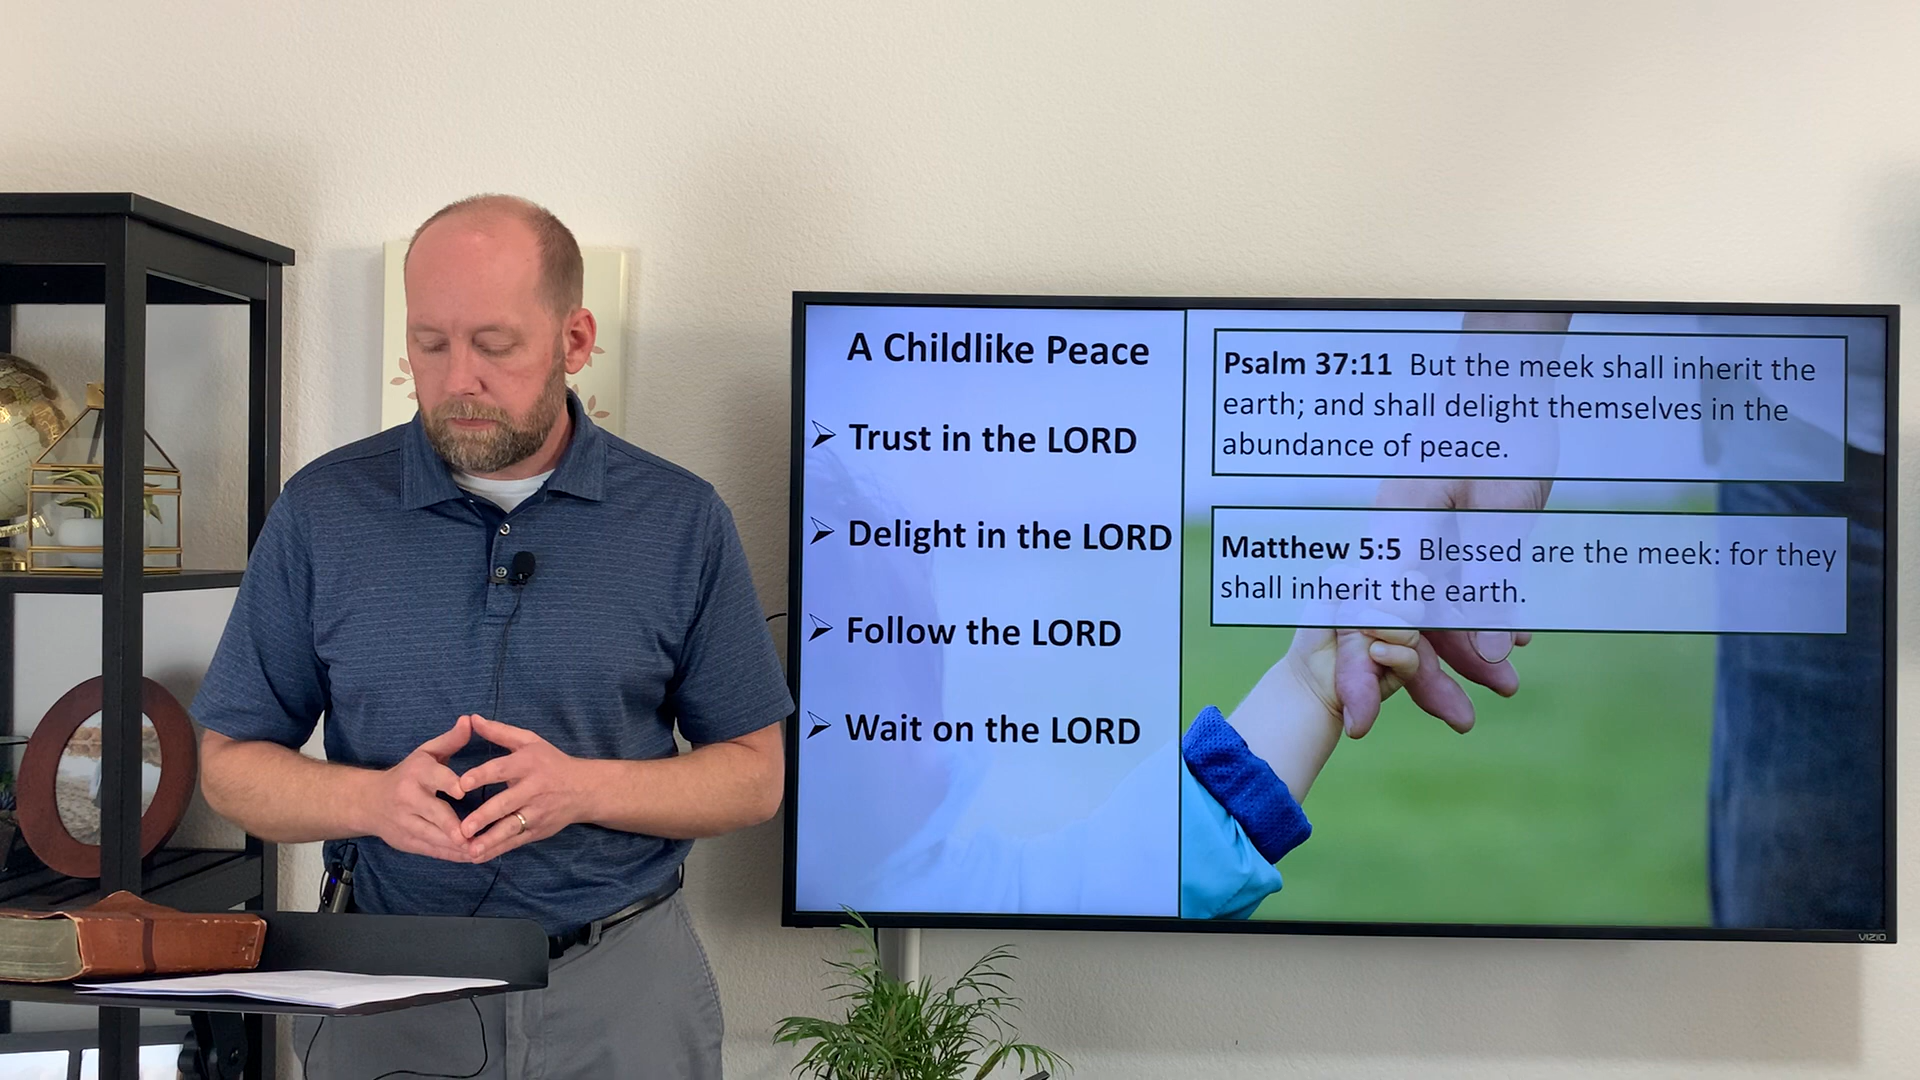 A Childlike Peace
Trust in the LORD
Delight in the LORD
Follow the LORD
Wait on the LORD
Psalm 37:11 But the meek shall inherit the
earth; and shall delight themselves in the
abundance of peace.
Matthew 5:5 Blessed are the meek: for they
shall inherit the earth.
VIZIO